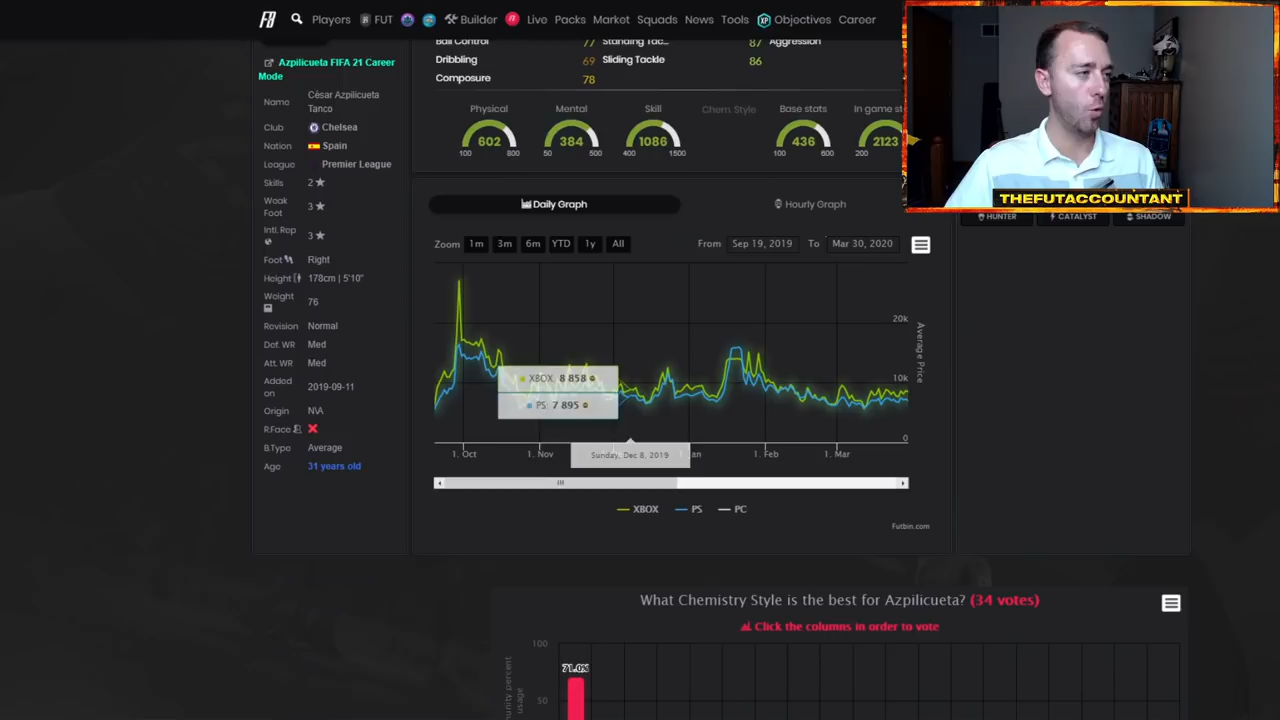 Players FUT Builder Live Packs Market Squads News Tools Objectives Career
Azpilicueta FIFA 21 Career
Mode
Name Cèsar Azpilicueta
Tanco
Club Chelsea
Nation Spain
League Premier League
Skills 2★
Weak
Foot 3★
Intl. Rep 3★
Foot Right
Height 178cm | 5'10"
Weight 76
Revision Normal
Def. WR Med
Att. WR Med
Added
on 2019-09-11
Origin N\A
R.Face
B.Type Average
Age 31 years old
Ball Control 77 Standing Tac... 87 Aggression
Dribbling 69 Sliding Tackle 86
Composure 78
Physical Mental Skill Chem. Style Base stats In game st
602 384 1086 436 2123
100 800 50 500 400 1500 100 600 200
Daily Graph Hourly Graph
Zoom 1m 3m 6m YTD 1y All From Sep 19, 2019 To Mar 30, 2020
20k
10k
0
Average Price
XBOX: 8 858
PS: 7 895
Sunday, Dec 8, 2019
1. Oct 1. Nov an 1. Feb 1. Mar
XBOX PS PC
Futbin.com
THEFUTACCOUNTANT
HUNTER CATALYST SHADOW
What Chemistry Style is the best for Azpilicueta? (34 votes)
Click the columns in order to vote
100
71.0%
50
munity percent
usage